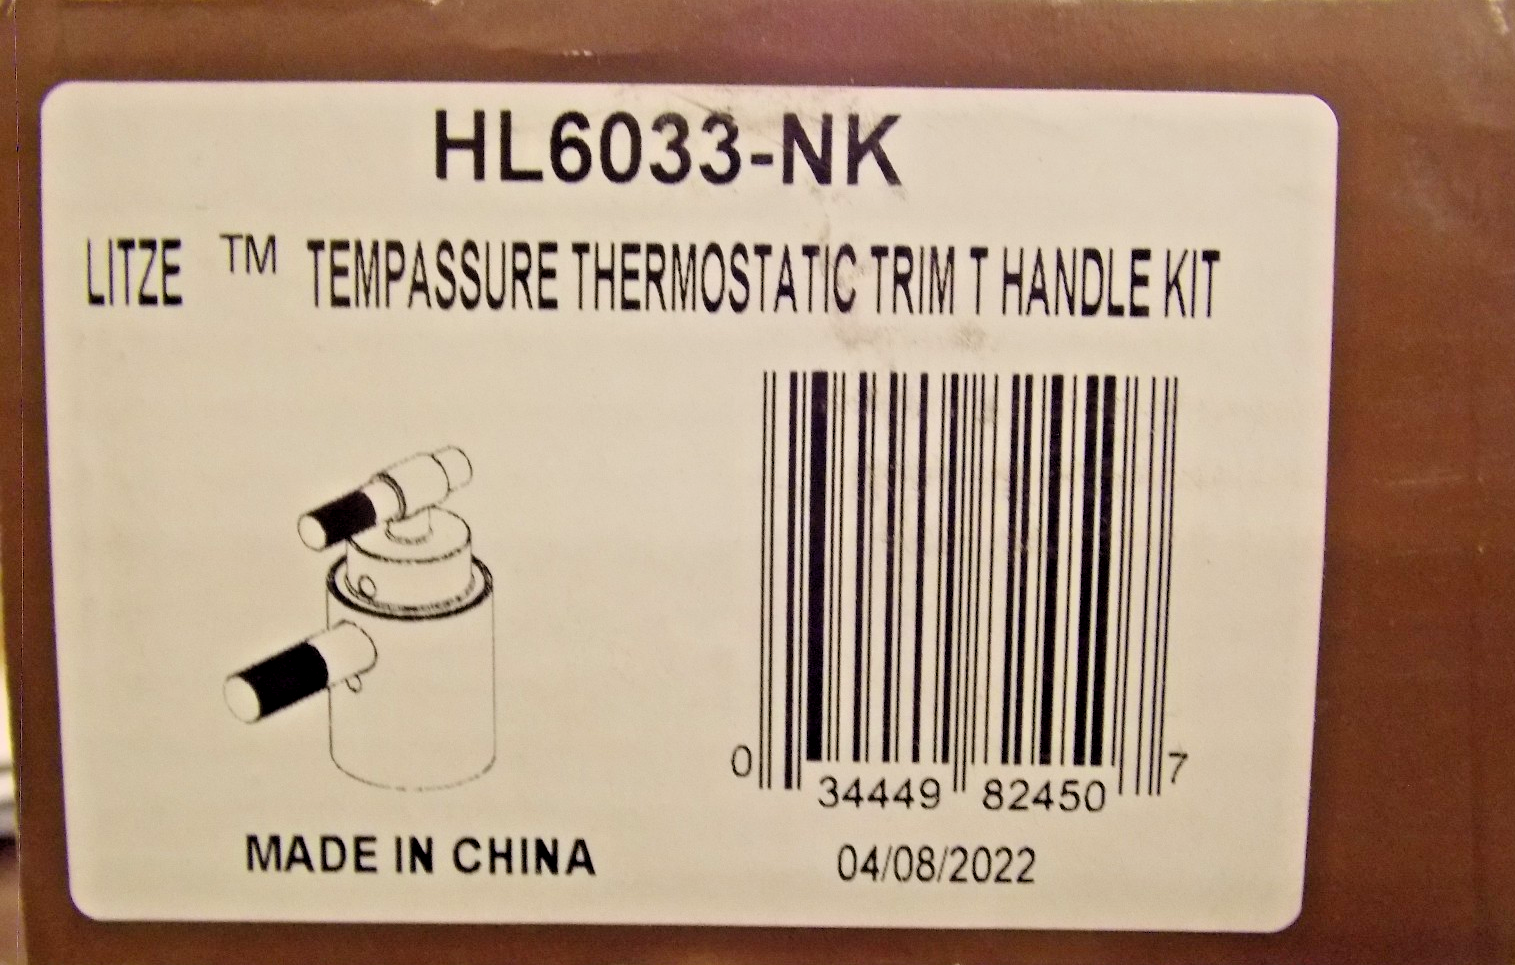 HL6033-NK
LITZE ™ TEMPASSURE THERMOSTATIC TRIM T HANDLE KIT
0 34449 82450 7
MADE IN CHINA
04/08/2022